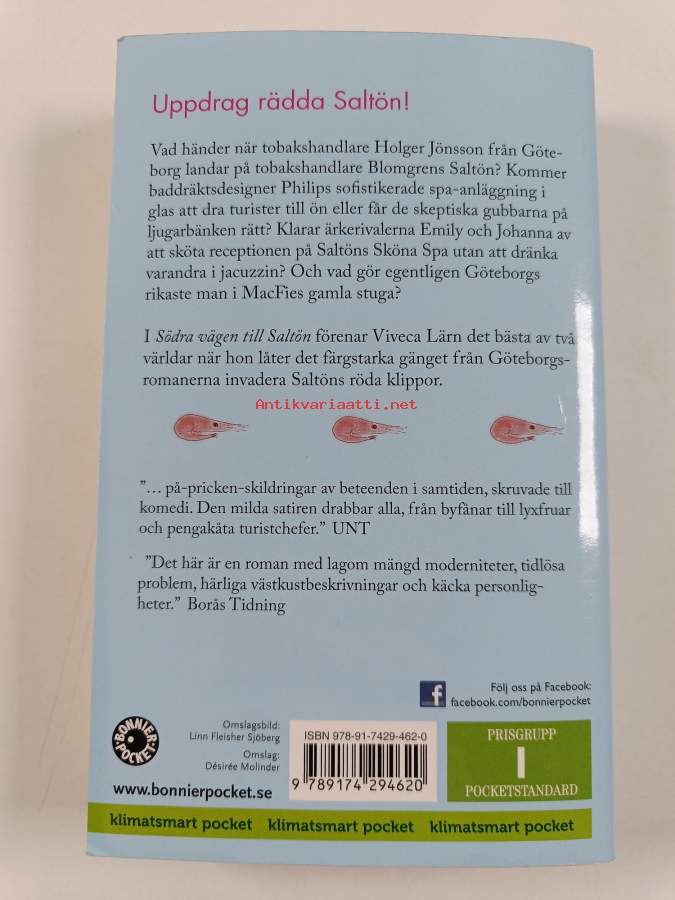 Uppdrag rädda Saltön!
Vad händer när tobakshandlare Holger Jönsson från Göte-
borg landar på tobakshandlare Blomgrens Saltön? Kommer
baddräktsdesigner Philips sofistikerade spa-anläggning i
glas att dra turister till ön eller får de skeptiska gubbarna på
ljugarbänken rätt? Klarar ärkerivalerna Emily och Johanna av
att sköta receptionen på Saltöns Sköna Spa utan att dränka
varandra i jacuzzin? Och vad gör egentligen Göteborgs
rikaste man i MacFies gamla stuga?
I Södra vägen till Saltön förenar Viveca Lärn det bästa av två
världar när hon låter det färgstarka gänget från Göteborgs-
romanerna invadera Saltöns röda klippor.
Antikvariaatti.net
"... på-pricken-skildringar av beteenden i samtiden, skruvade till
komedi. Den milda satiren drabbar alla, från byfånar till lyxfruar
och pengakåta turistchefer." UNT
"Det här är en roman med lagom mängd moderniteter, tidlösa
problem, härliga västkustbeskrivningar och käcka personlig-
heter." Borås Tidning
f
Följ oss på Facebook:
facebook.com/bonnierpocket
BONNIER POCKET
Omslagsbild:
Linn Fleisher Sjöberg
Omslag:
Désirée Molinder
ISBN 978-91-7429-462-0
9 789174 294620
PRISGRUPP
1
POCKETSTANDARD
www.bonnierpocket.se
klimatsmart pocket klimatsmart pocket klimatsmart pocket